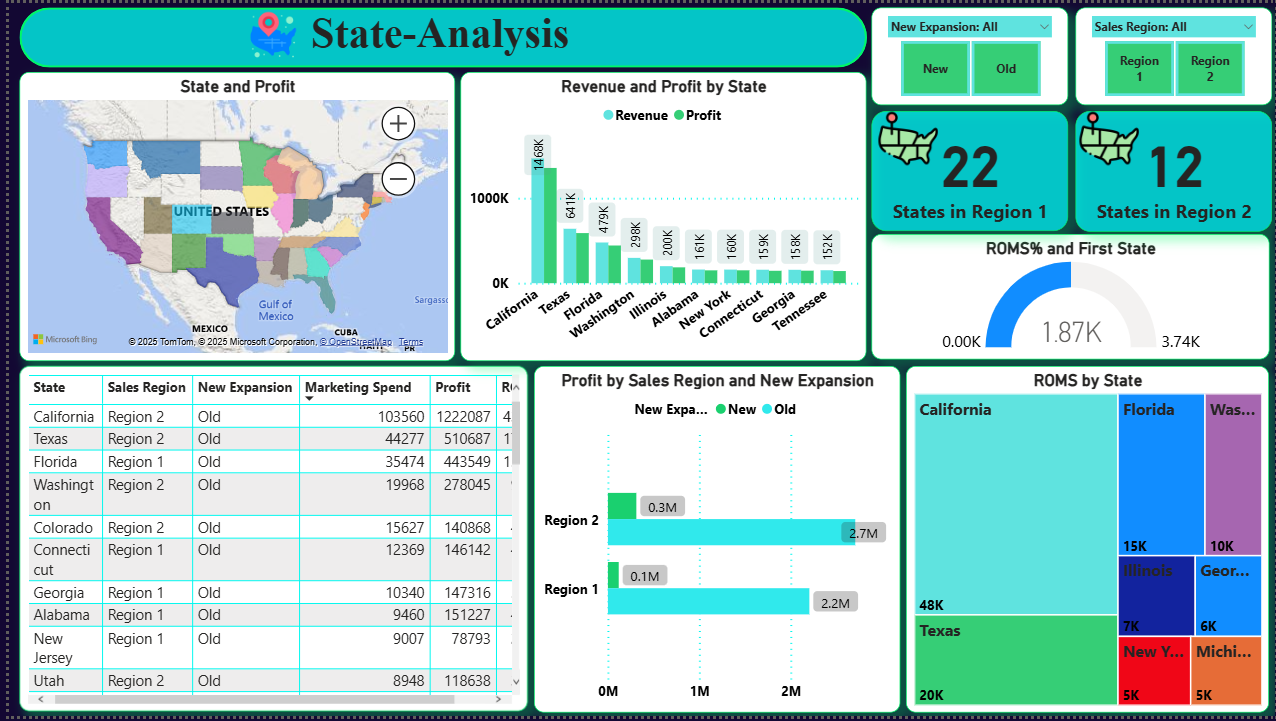 State-Analysis
New Expansion: All
New
Old
Sales Region: All
Region 1
Region 2
State and Profit
UNITED STATES
Gulf of
Mexico
MEXICO
CUBA
PR
Microsoft Bing
© 2025 TomTom, © 2025 Microsoft Corporation, © OpenStreetMap Terms
Revenue and Profit by State
Revenue Profit
1468K
641K
479K
298K
200K
161K
160K
159K
158K
152K
1000K
0K
California
Texas
Florida
Washington
Illinois
Alabama
New York
Connecticut
Georgia
Tennessee
22
States in Region 1
12
States in Region 2
ROMS% and First State
0.00K
1.87K
3.74K
State Sales Region New Expansion Marketing Spend Profit
California Region 2 Old 103560 1222087
Texas Region 2 Old 44277 510687
Florida Region 1 Old 35474 443549
Washingt
on Region 2 Old 19968 278045
Colorado Region 2 Old 15627 140868
Connecti
cut Region 1 Old 12369 146142
Georgia Region 1 Old 10340 147316
Alabama Region 1 Old 9460 151227
New
Jersey Region 1 Old 9007 78793
Utah Region 2 Old 8948 118638
Profit by Sales Region and New Expansion
New Expa... New Old
Region 2
0.3M
2.7M
Region 1
0.1M
2.2M
0M 1M 2M
ROMS by State
California
48K
Texas
20K
Florida
15K
Was...
10K
Illinois
7K
Geor...
6K
New Y...
5K
Michi...
5K